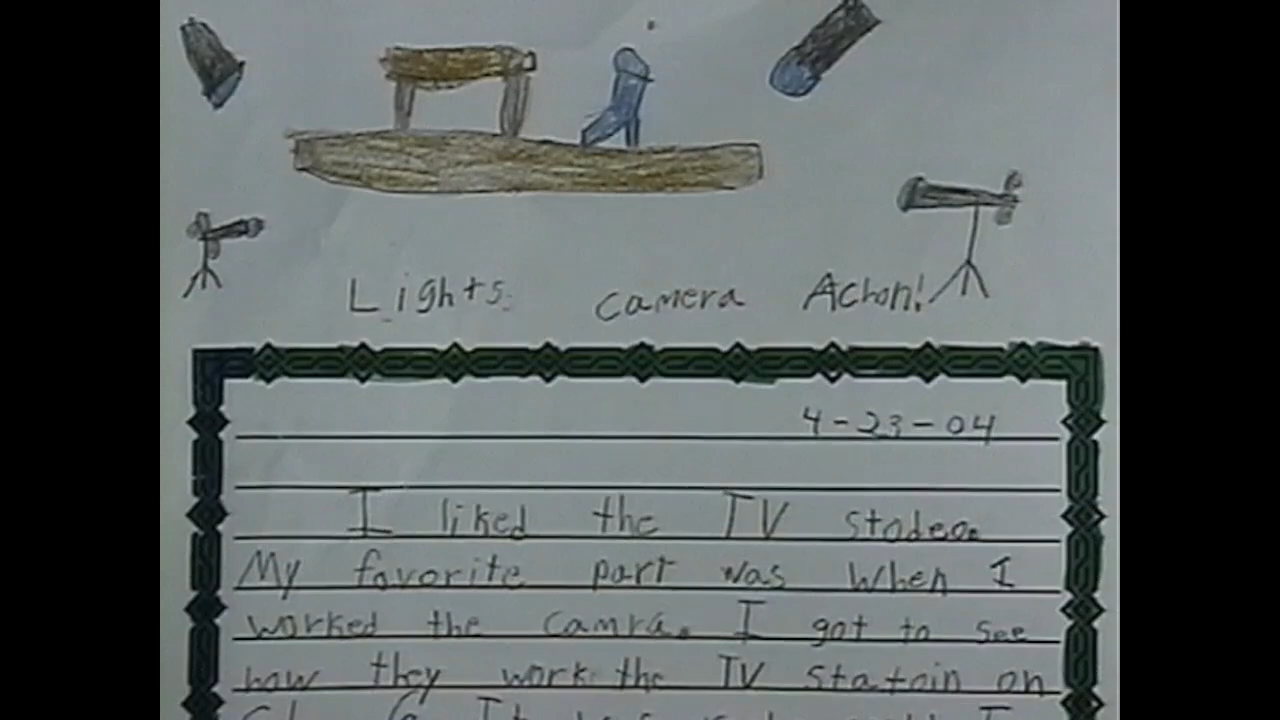 Lights camera Action!
4-23-04
I liked the TV stodeo.
My favorite part was when I
worked the camra. I got to see
how they work the TV statoin on